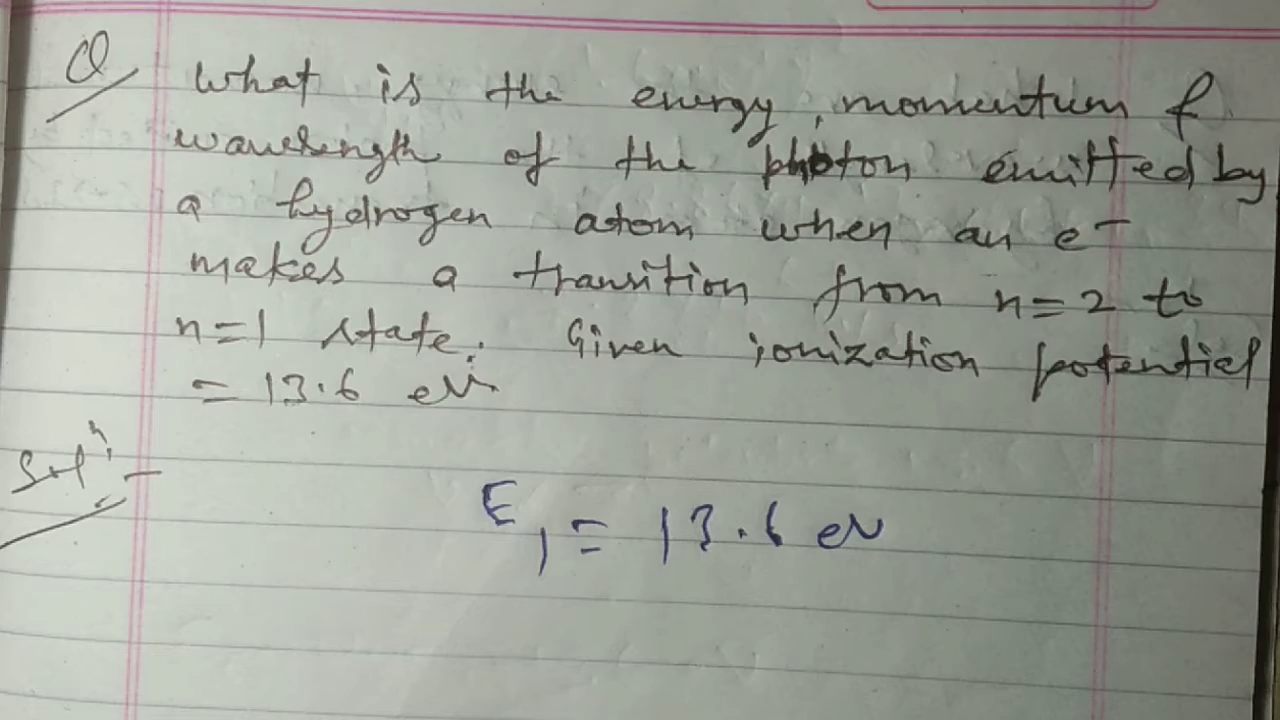 Q What is the energy, momentum &
wavelength of the photon emitted by
a hydrogen atom when an e⁻
makes a transition from n=2 to
n=1 state. Given ionization potential
= 13.6 eV
Solⁿ:-
E₁ = 13.6 eV